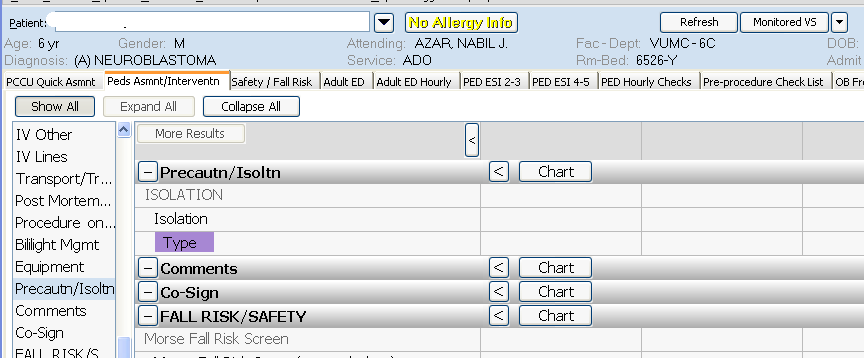 Patient:
No Allergy Info
Refresh
Monitored VS
Age: 6 yr Gender: M Attending: AZAR, NABIL J. Fac - Dept: VUMC - 6C DOB:
Diagnosis: (A) NEUROBLASTOMA Service: ADO Rm-Bed: 6526-Y Admit
PCCU Quick Asmnt Peds Asmnt/Interventn Safety / Fall Risk Adult ED Adult ED Hourly PED ESI 2-3 PED ESI 4-5 PED Hourly Checks Pre-procedure Check List OB Fr
Show All Expand All Collapse All
IV Other
IV Lines
Transport/Tr...
Post Mortem...
Procedure on...
Bililight Mgmt
Equipment
Precautn/Isoltn
Comments
Co-Sign
FALL RISK/S
More Results <
− Precautn/Isoltn < Chart
ISOLATION
Isolation
Type
− Comments < Chart
− Co-Sign < Chart
− FALL RISK/SAFETY < Chart
Morse Fall Risk Screen